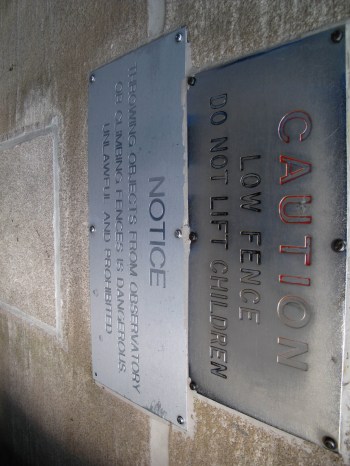 CAUTION
LOW FENCE
DO NOT LIFT CHILDREN
NOTICE
THROWING OBJECTS FROM OBSERVATORY
OR CLIMBING FENCES IS DANGEROUS
UNLAWFUL AND PROHIBITED